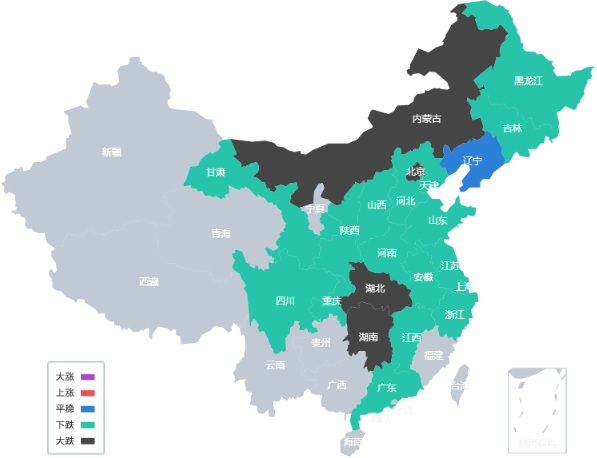 黑龙江
吉林
内蒙古
辽宁
新疆
北京
甘肃
天津
宁夏
山西
河北
山东
陕西
青海
河南
江苏
安徽
西藏
上海
湖北
四川
重庆
浙江
湖南
江西
贵州
福建
云南
广西
广东
台湾
海南
大涨
上涨
平稳
下跌
大跌